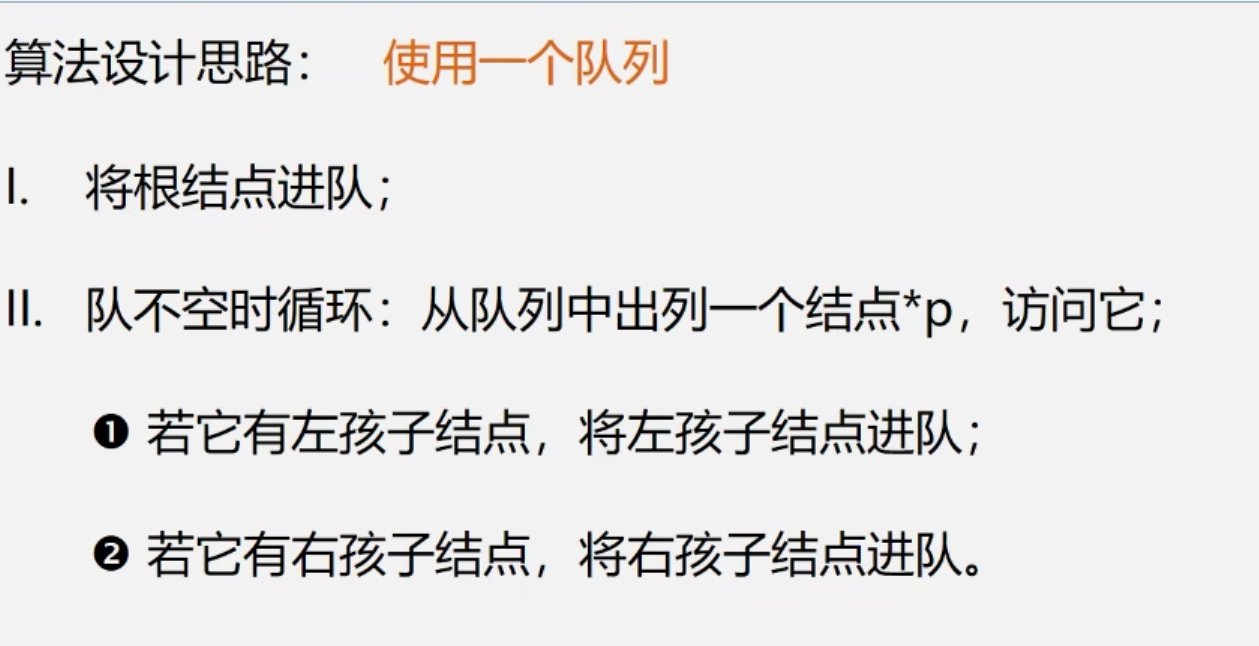 算法设计思路： 使用一个队列
I. 将根结点进队；
II. 队不空时循环：从队列中出列一个结点*p，访问它；
❶ 若它有左孩子结点，将左孩子结点进队；
❷ 若它有右孩子结点，将右孩子结点进队。